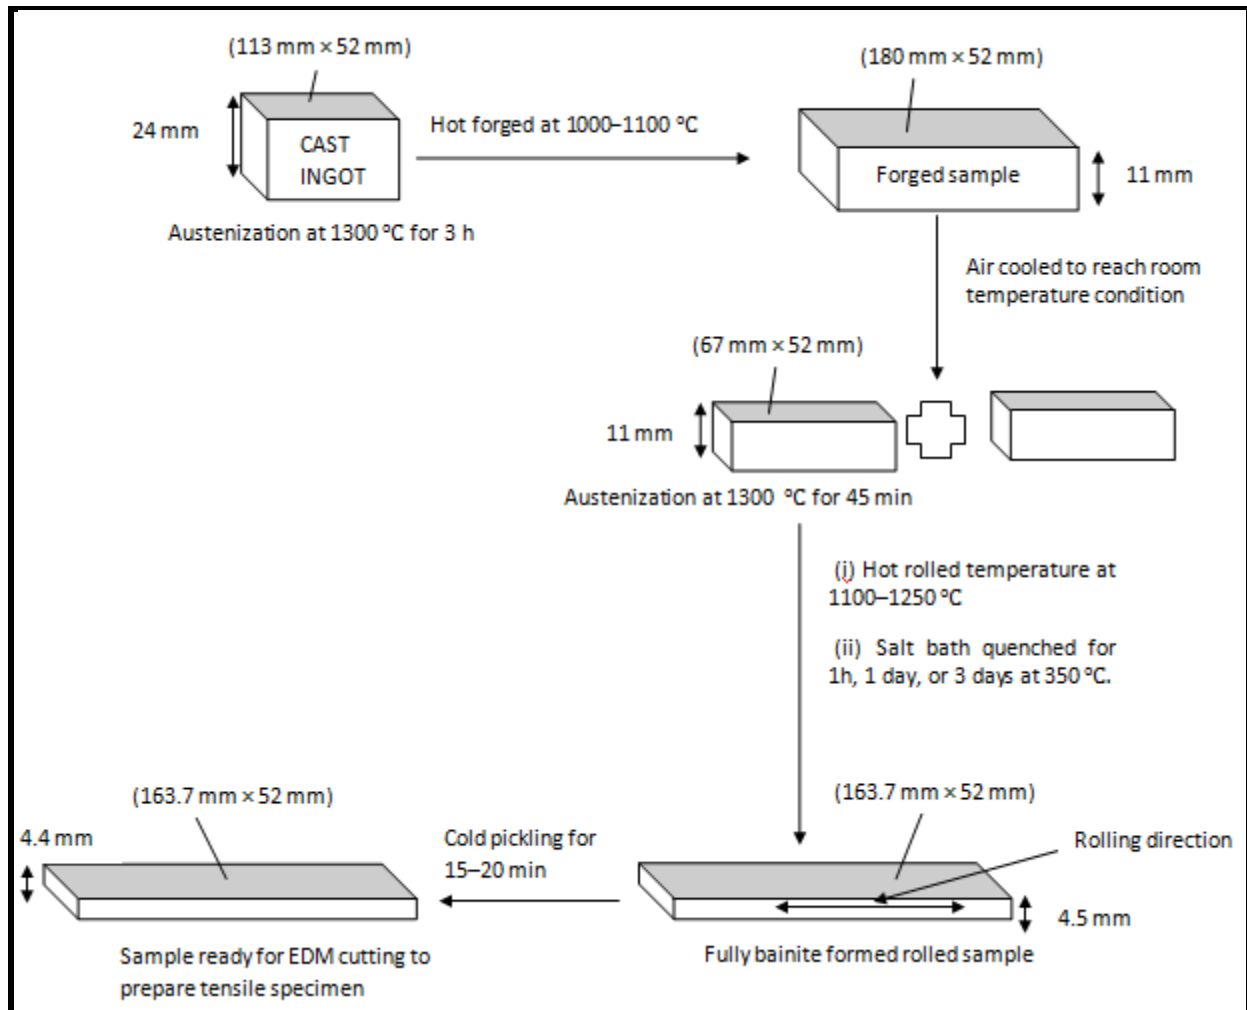 (113 mm × 52 mm)
24 mm
CAST
INGOT
Austenization at 1300 ºC for 3 h
Hot forged at 1000–1100 ºC
(180 mm × 52 mm)
Forged sample
11 mm
Air cooled to reach room
temperature condition
(67 mm × 52 mm)
11 mm
Austenization at 1300 ºC for 45 min
(i) Hot rolled temperature at
1100–1250 ºC
(ii) Salt bath quenched for
1h, 1 day, or 3 days at 350 ºC.
(163.7 mm × 52 mm)
Rolling direction
4.5 mm
Fully bainite formed rolled sample
Cold pickling for
15–20 min
(163.7 mm × 52 mm)
4.4 mm
Sample ready for EDM cutting to
prepare tensile specimen